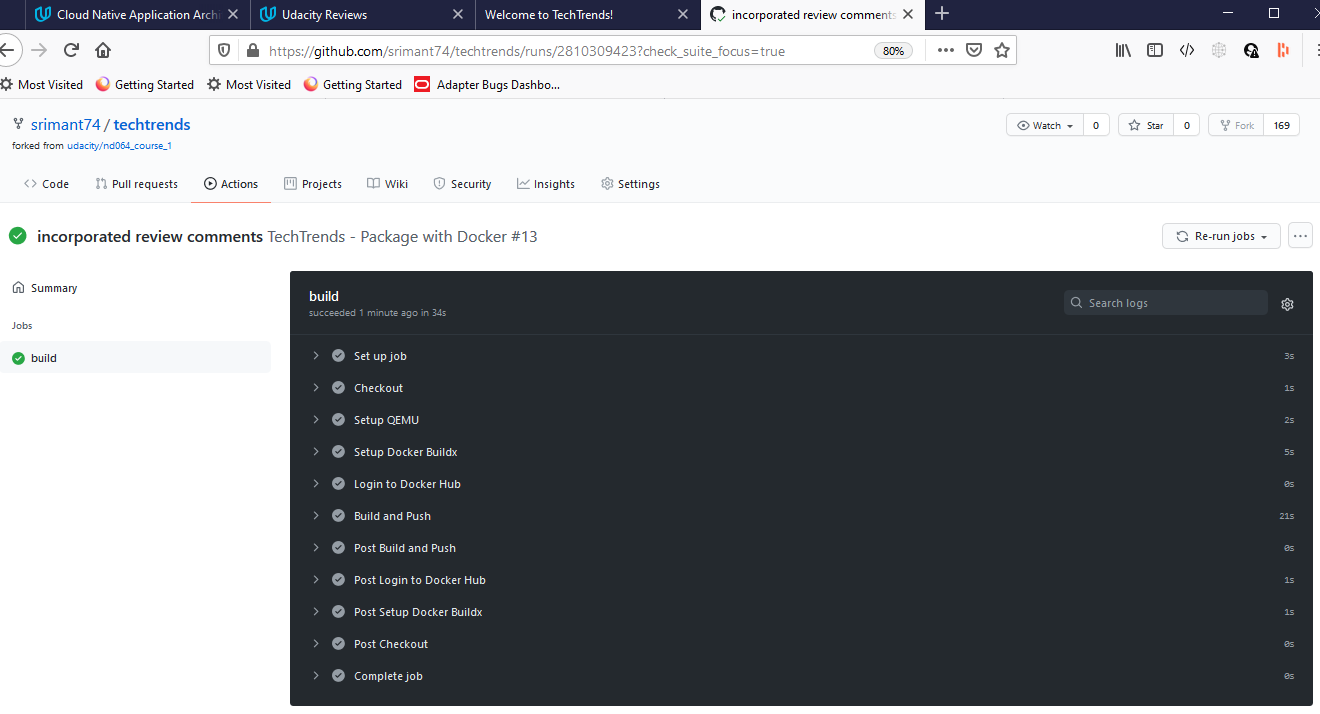 Cloud Native Application Archi
Udacity Reviews
Welcome to TechTrends!
incorporated review comments
https://github.com/srimant74/techtrends/runs/2810309423?check_suite_focus=true
80%
Most Visited Getting Started Most Visited Getting Started Adapter Bugs Dashbo...
srimant74 / techtrends
Watch 0 Star 0 Fork 169
forked from udacity/nd064_course_1
Code Pull requests Actions Projects Wiki Security Insights Settings
incorporated review comments TechTrends - Package with Docker #13
Re-run jobs
Summary
Jobs
build
build
succeeded 1 minute ago in 34s
Search logs
Set up job 3s
Checkout 1s
Setup QEMU 2s
Setup Docker Buildx 5s
Login to Docker Hub 0s
Build and Push 21s
Post Build and Push 0s
Post Login to Docker Hub 1s
Post Setup Docker Buildx 1s
Post Checkout 0s
Complete job 0s